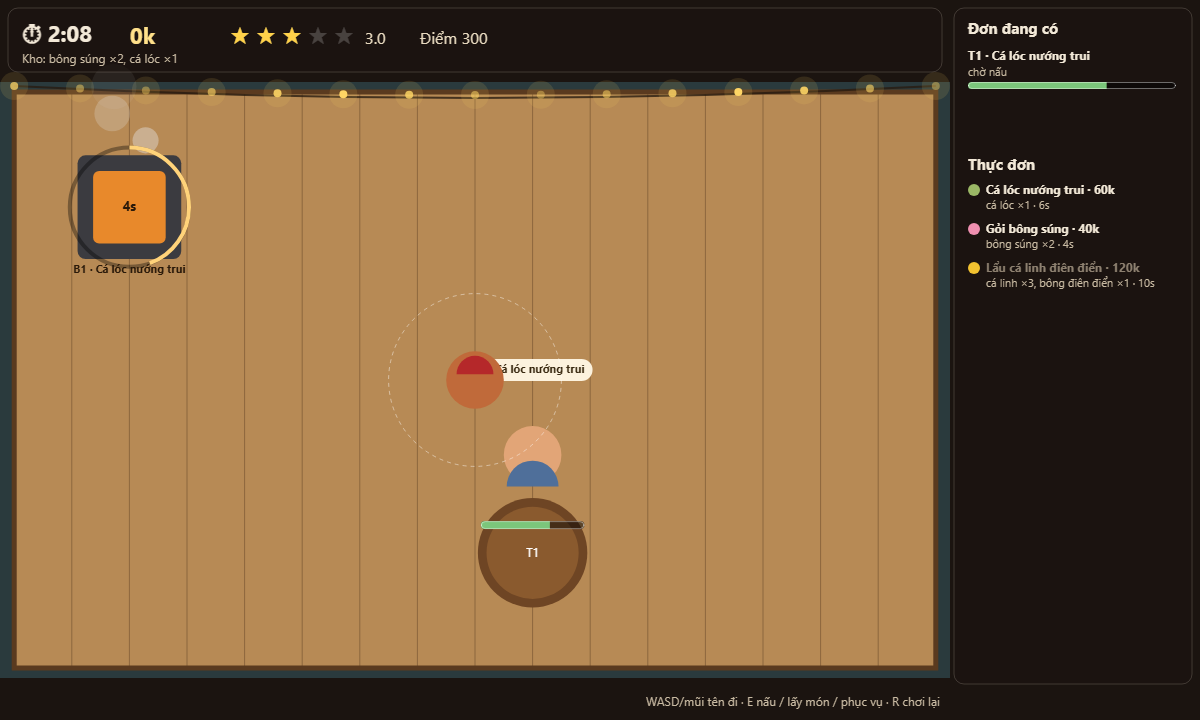 2:08
0k
3.0
Điểm 300
Kho: bông súng ×2, cá lóc ×1
4s
B1 · Cá lóc nướng trui
á lóc nướng trui
T1
Đơn đang có
T1 · Cá lóc nướng trui
chờ nấu
Thực đơn
Cá lóc nướng trui · 60k
cá lóc ×1 · 6s
Gỏi bông súng · 40k
bông súng ×2 · 4s
Lẩu cá linh điên điển · 120k
cá linh ×3, bông điên điển ×1 · 10s
WASD/mũi tên đi · E nấu / lấy món / phục vụ · R chơi lại